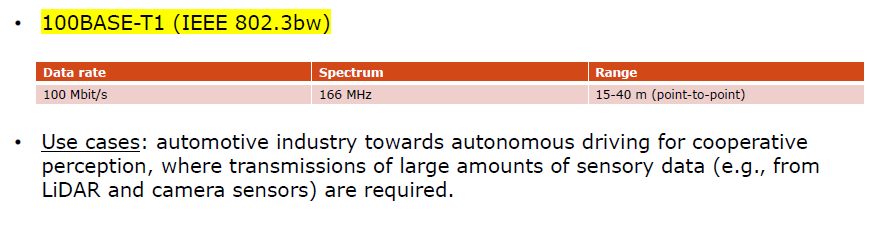 • 100BASE-T1 (IEEE 802.3bw)
Data rate Spectrum Range
100 Mbit/s 166 MHz 15-40 m (point-to-point)
• Use cases: automotive industry towards autonomous driving for cooperative
perception, where transmissions of large amounts of sensory data (e.g., from
LiDAR and camera sensors) are required.